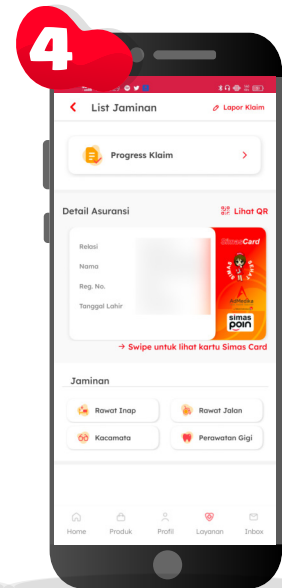 4
List Jaminan
Lapor Klaim
Progress Klaim
Detail Asuransi
Lihat QR
Relasi
Nama
Reg. No.
Tanggal Lahir
SimasCard
simas
poin
→ Swipe untuk lihat kartu Simas Card
Jaminan
Rawat Inap
Rawat Jalan
Kacamata
Perawatan Gigi
Home
Produk
Profil
Layanan
Inbox